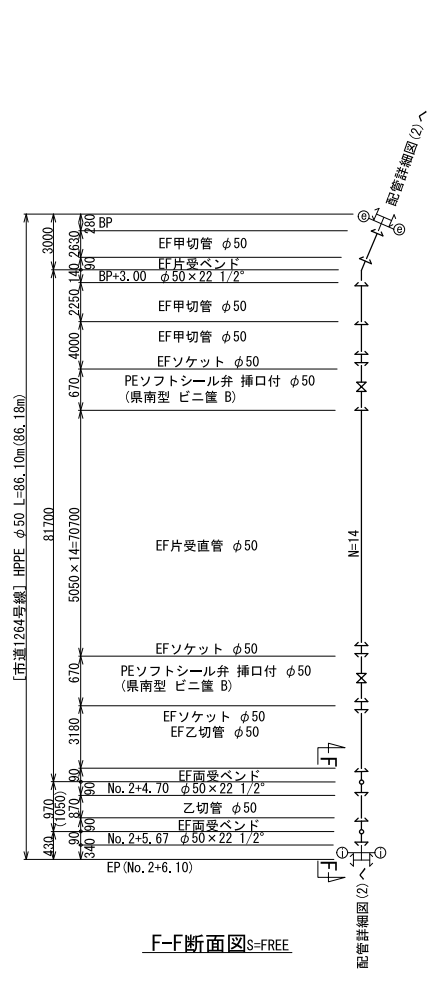 配管詳細図(2)へ
ⓔ
ⓔ
[市道1264号線] HPPE φ50 L=86.10m(86.18m)
3000
81700
970
(1050)
430
280
2630
90
140
2250
4000
670
5050×14=70700
670
3180
90
90
870
90
90
340
BP
EF甲切管 φ50
EF片受ベンド
BP+3.00 φ50×22 1/2°
EF甲切管 φ50
EF甲切管 φ50
EFソケット φ50
PEソフトシール弁 挿口付 φ50
(県南型 ビニ筺 B)
EF片受直管 φ50
N=14
EFソケット φ50
PEソフトシール弁 挿口付 φ50
(県南型 ビニ筺 B)
EFソケット φ50
EF乙切管 φ50
F
EF両受ベンド
No.2+4.70 φ50×22 1/2°
乙切管 φ50
EF両受ベンド
No.2+5.67 φ50×22 1/2°
EP(No.2+6.10)
F
配管詳細図(2)へ
F-F断面図S=FREE